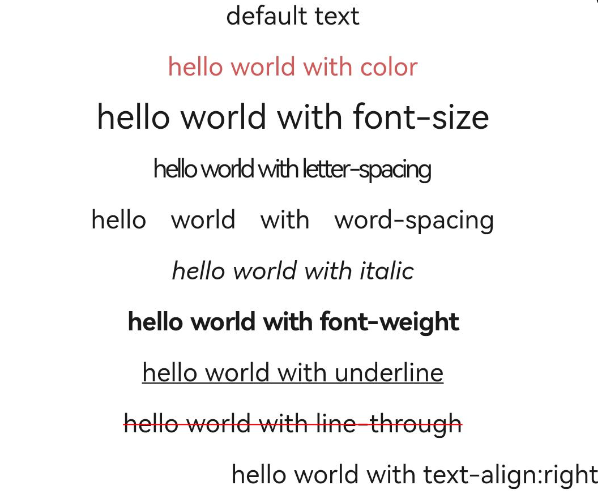 default text
hello world with color
hello world with font-size
hello world with letter-spacing
hello world with word-spacing
hello world with italic
hello world with font-weight
hello world with underline
hello world with line-through
hello world with text-align:right